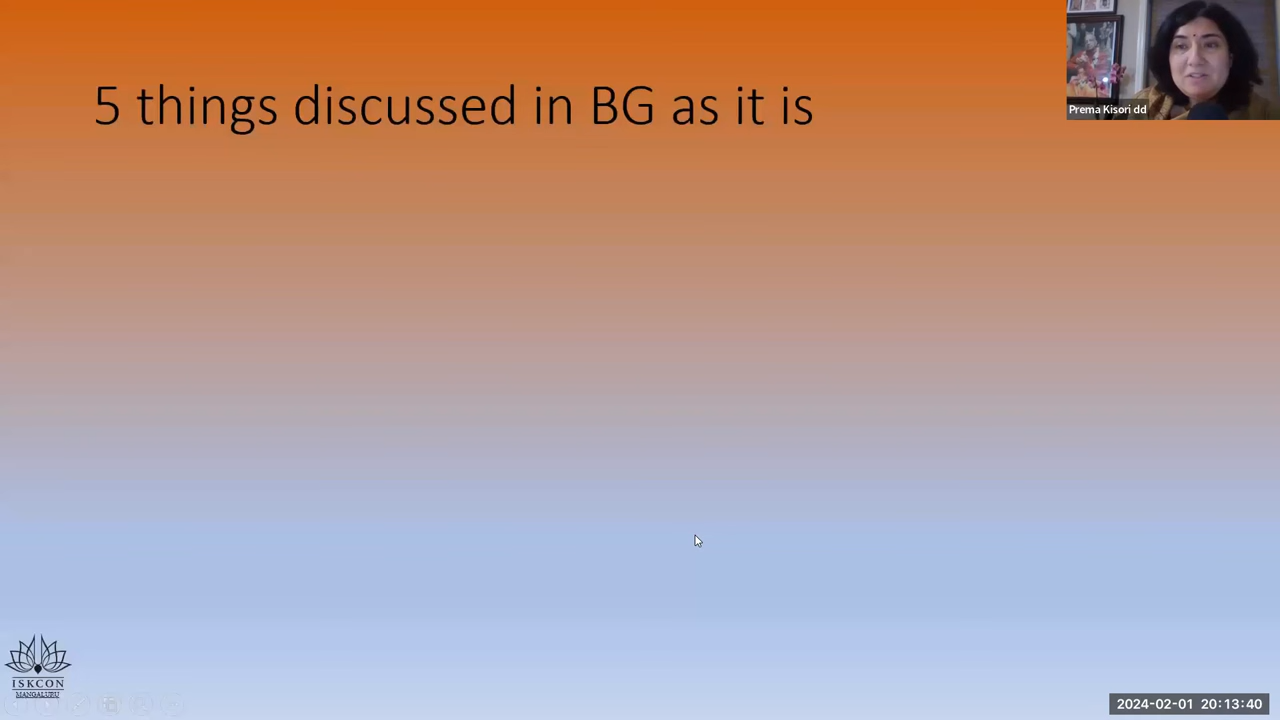 5 things discussed in BG as it is
Prema Kisori dd
ISKCON
MANGALURU
2024-02-01 20:13:40